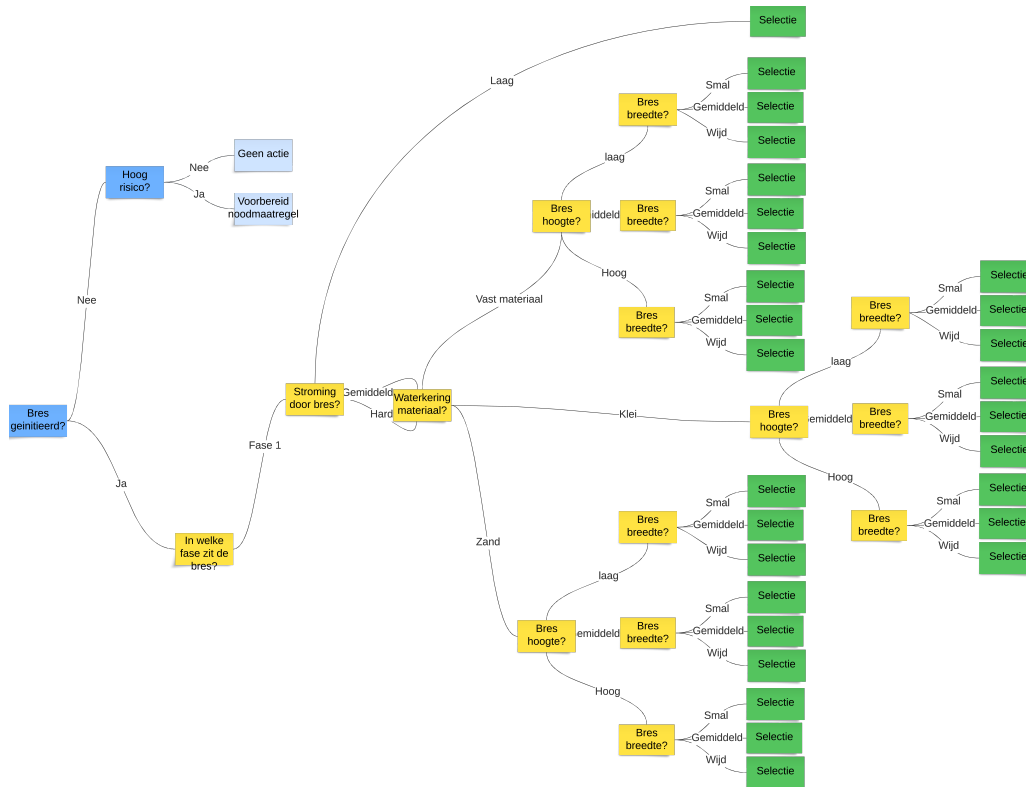 Selectie
Laag
Selectie
Smal
Bres
breedte?
Gemiddeld
Selectie
Wijd
Selectie
laag
Geen actie
Nee
Hoog
risico?
Ja
Voorbereid
noodmaatregel
Selectie
Smal
Bres
hoogte?
iddeld
Bres
breedte?
Gemiddeld
Selectie
Wijd
Selectie
Hoog
Selectie
Smal
Bres
breedte?
Gemiddeld
Selectie
Wijd
Selectie
Nee
Vast materiaal
Selectie
Smal
Bres
breedte?
Gemiddeld
Selectie
Wijd
Selectie
laag
Stroming
door bres?
Gemiddeld
Hard
Waterkering
materiaal?
Klei
Bres
geinitieerd?
Selectie
Smal
Bres
hoogte?
emiddeld
Bres
breedte?
Gemiddeld
Selectie
Wijd
Selectie
Fase 1
Hoog
Ja
Selectie
Smal
Bres
breedte?
Gemiddeld
Selectie
Wijd
Selectie
In welke
fase zit de
bres?
Zand
Selectie
Smal
Bres
breedte?
Gemiddeld
Selectie
Wijd
Selectie
laag
Selectie
Smal
Bres
hoogte?
emiddeld
Bres
breedte?
Gemiddeld
Selectie
Wijd
Selectie
Hoog
Selectie
Smal
Bres
breedte?
Gemiddeld
Selectie
Wijd
Selectie